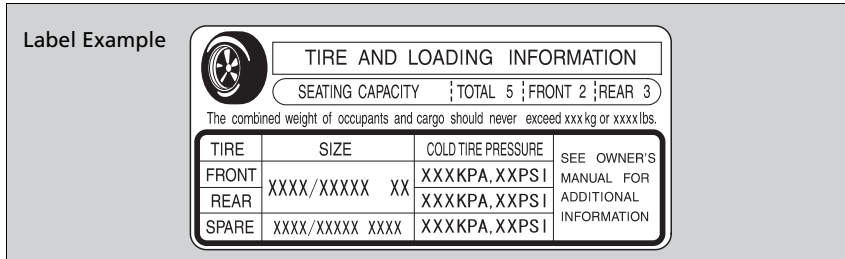 Label Example
TIRE AND LOADING INFORMATION
SEATING CAPACITY TOTAL 5 FRONT 2 REAR 3
The combined weight of occupants and cargo should never exceed xxx kg or xxxx lbs.
TIRE SIZE COLD TIRE PRESSURE
FRONT XXXX/XXXXX XX XXXKPA, XXPSI
REAR XXXKPA, XXPSI
SPARE XXXX/XXXXX XXXX XXXKPA, XXPSI
SEE OWNER'S
MANUAL FOR
ADDITIONAL
INFORMATION